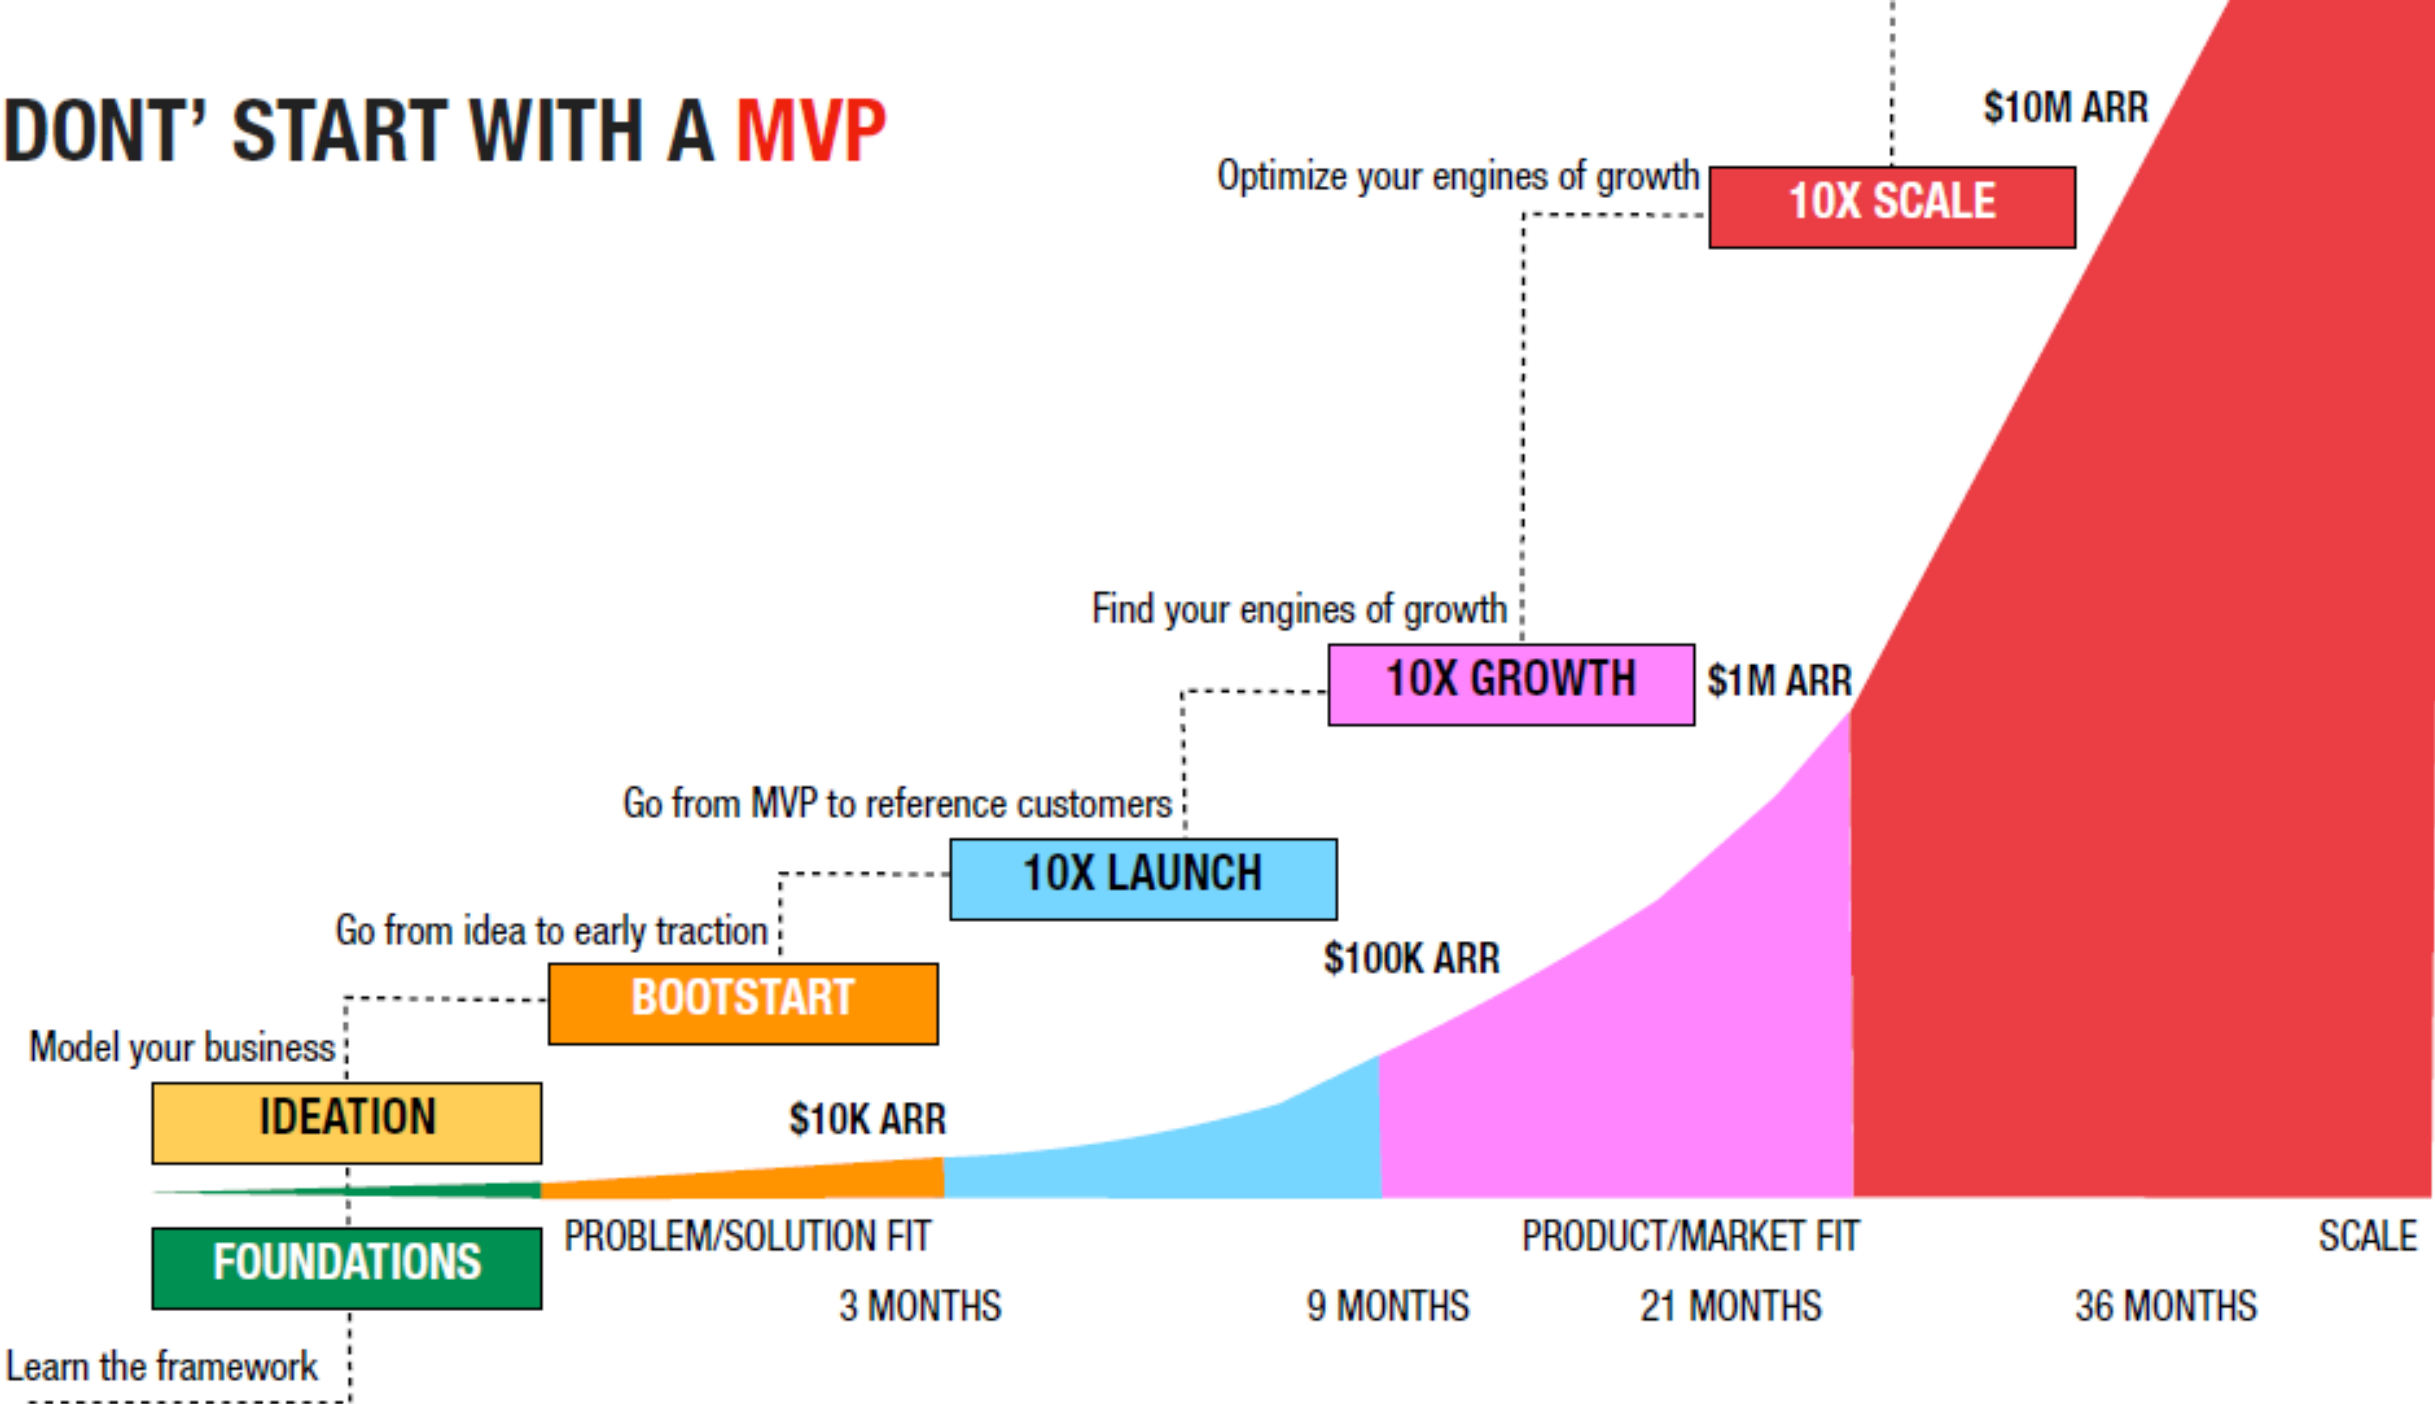 DONT’ START WITH A MVP
$10M ARR
Optimize your engines of growth
10X SCALE
Find your engines of growth
10X GROWTH
$1M ARR
Go from MVP to reference customers
10X LAUNCH
Go from idea to early traction
$100K ARR
BOOTSTART
Model your business
IDEATION
$10K ARR
FOUNDATIONS
PROBLEM/SOLUTION FIT
PRODUCT/MARKET FIT
SCALE
3 MONTHS
9 MONTHS
21 MONTHS
36 MONTHS
Learn the framework